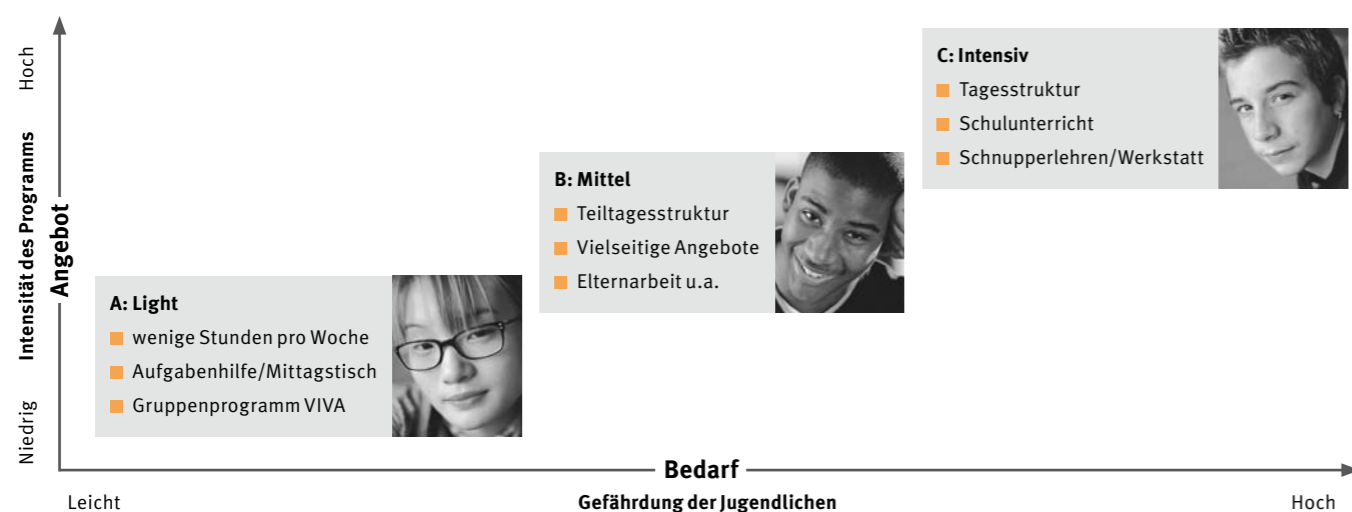 Hoch
Intensität des Programms
Angebot
Niedrig
A: Light
wenige Stunden pro Woche
Aufgabenhilfe/Mittagstisch
Gruppenprogramm VIVA
B: Mittel
Teiltagesstruktur
Vielseitige Angebote
Elternarbeit u.a.
C: Intensiv
Tagesstruktur
Schulunterricht
Schnupperlehren/Werkstatt
Bedarf
Leicht
Gefährdung der Jugendlichen
Hoch